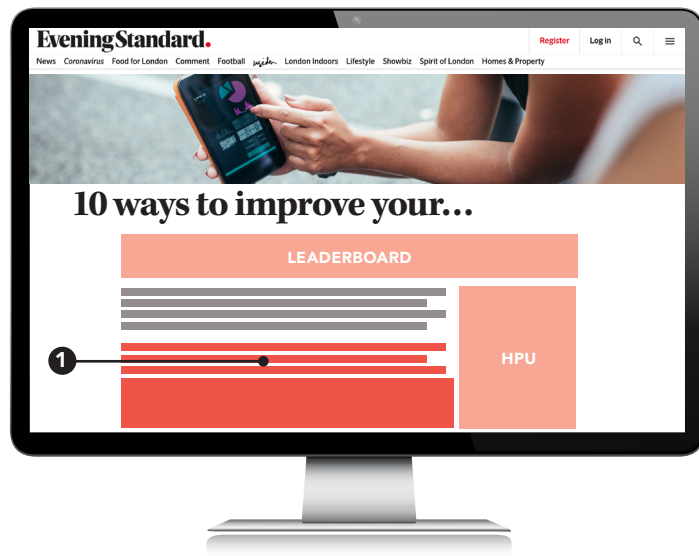 Evening Standard.
Register Log in
News Coronavirus Food for London Comment Football Insider London Indoors Lifestyle Showbiz Spirit of London Homes & Property
10 ways to improve your...
LEADERBOARD
1
HPU